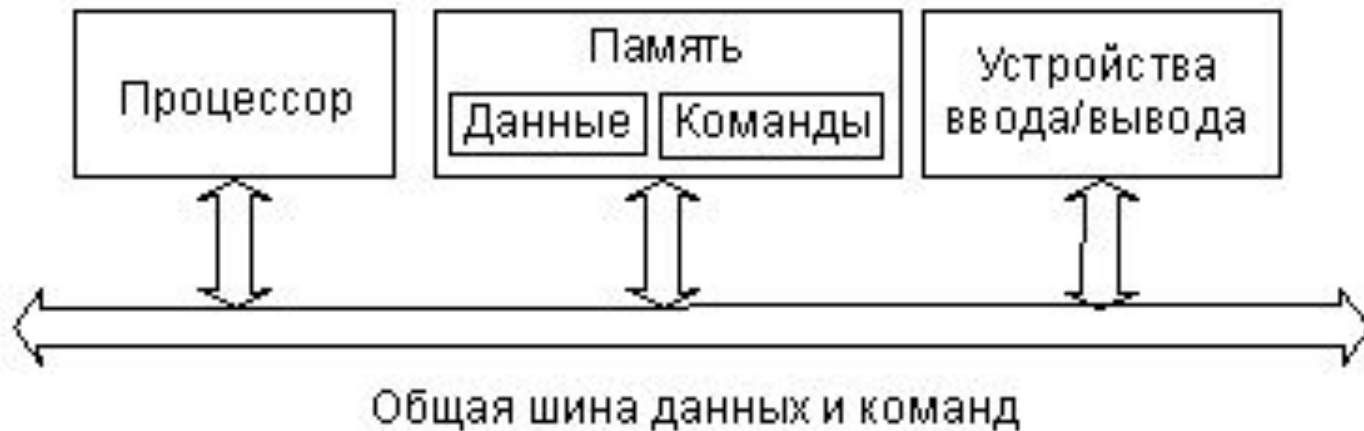 Процессор
Память
Данные
Команды
Устройства
ввода/вывода
Общая шина данных и команд